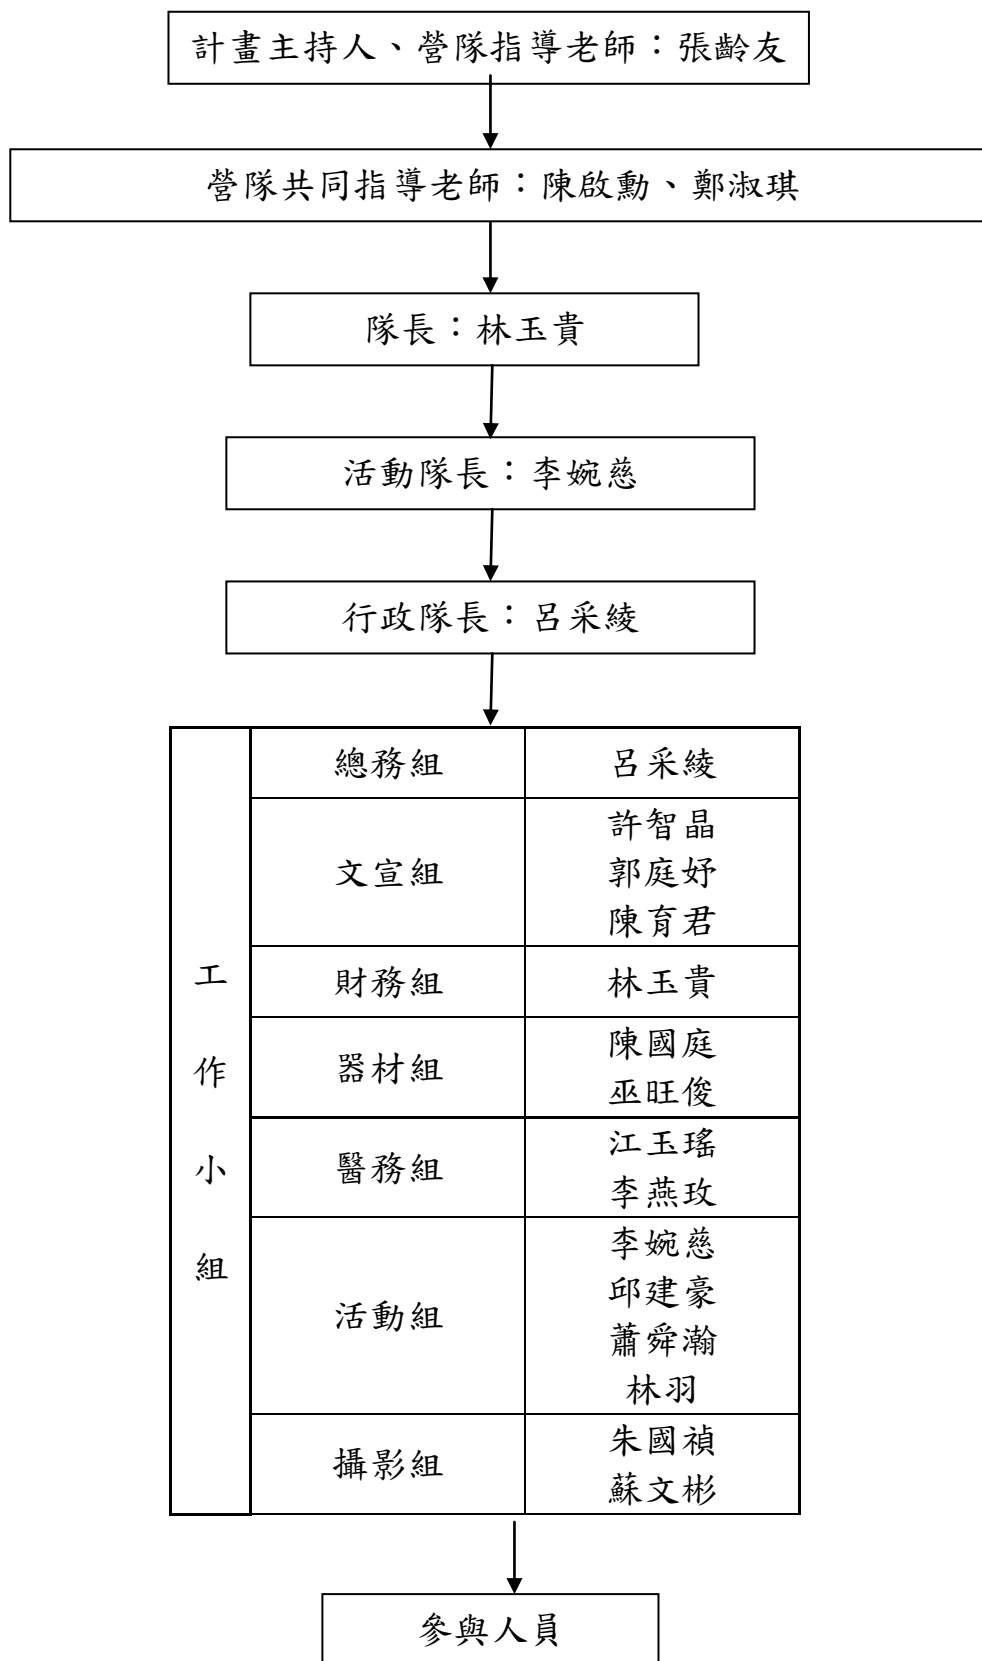 計畫主持人、營隊指導老師：張齡友
營隊共同指導老師：陳啟勳、鄭淑琪
隊長：林玉貴
活動隊長：李婉慈
行政隊長：呂采綾
工作小組
總務組 呂采綾
文宣組 許智晶
郭庭妤
陳育君
財務組 林玉貴
器材組 陳國庭
巫旺俊
醫務組 江玉瑤
李燕玫
活動組 李婉慈
邱建豪
蕭舜瀚
林羽
攝影組 朱國禎
蘇文彬
參與人員